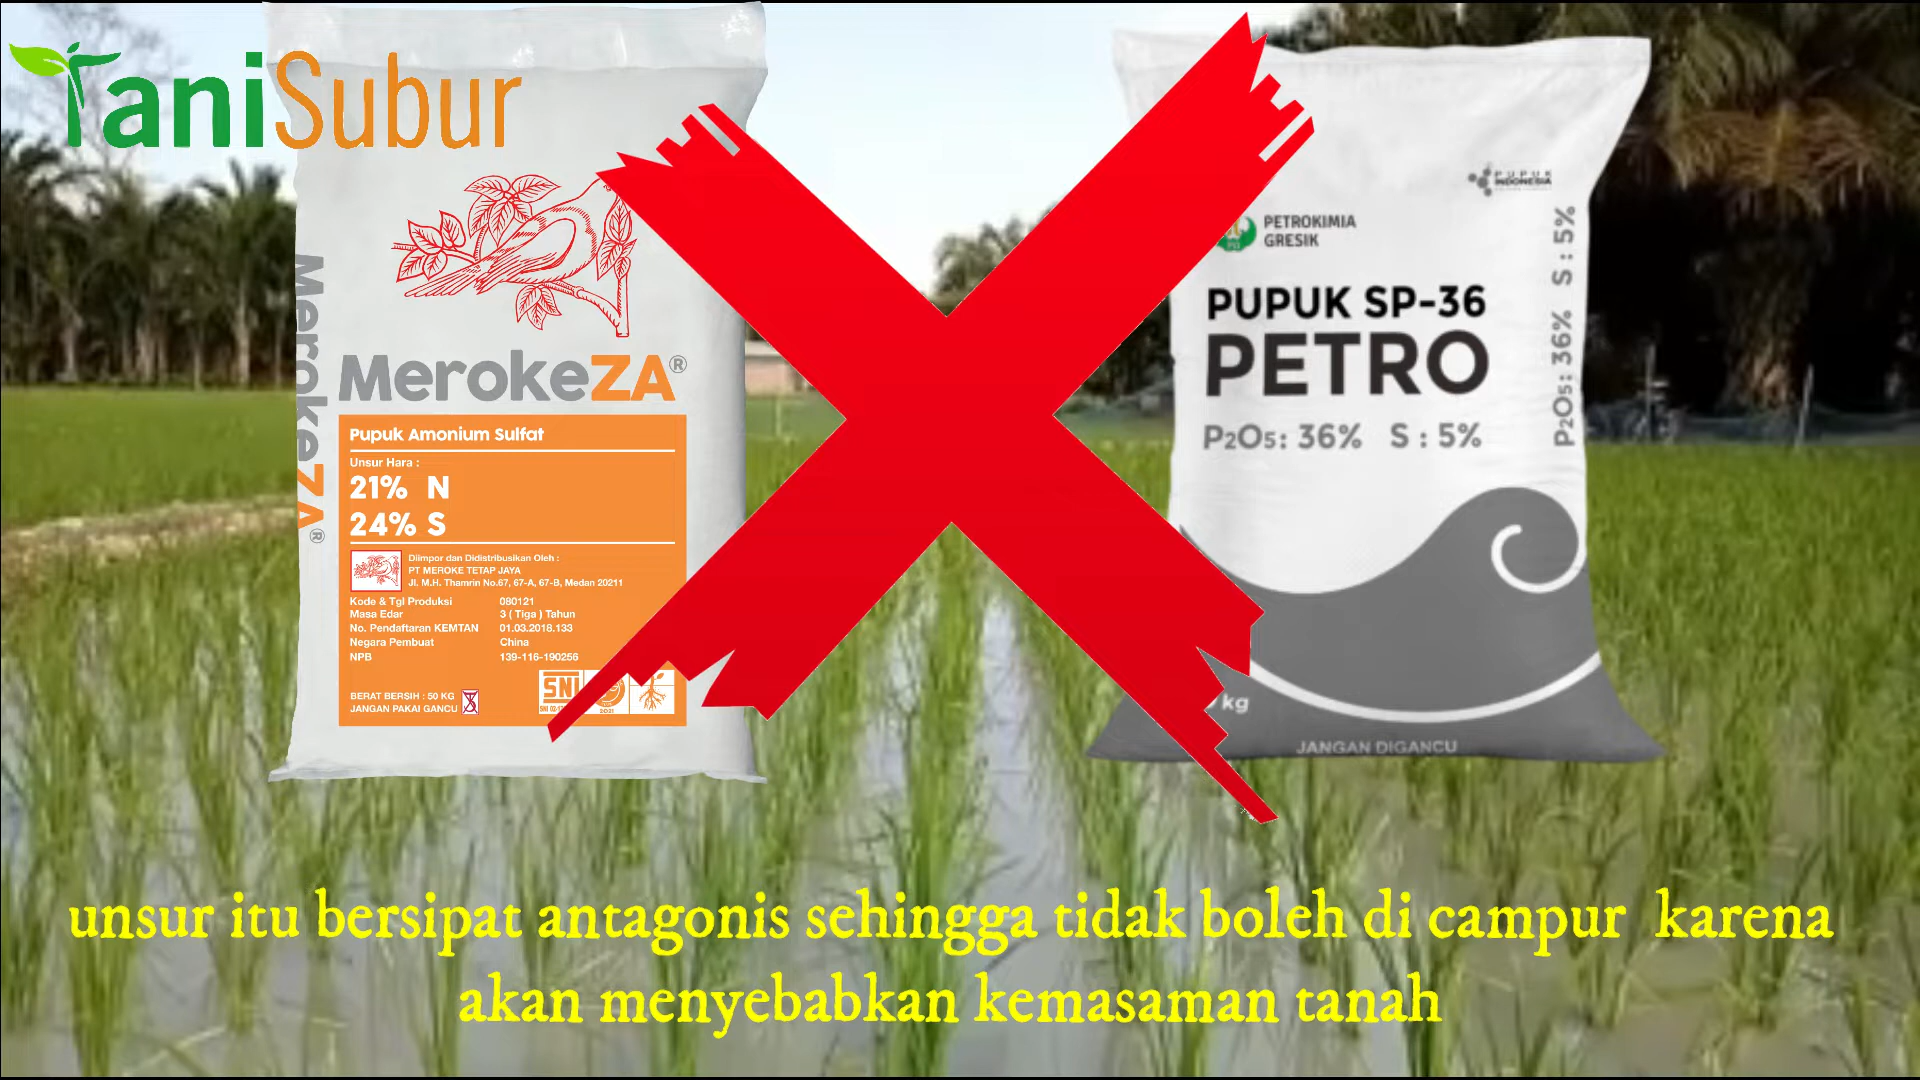 TaniSubur
MerokeZA®
MerokeZA®
Pupuk Amonium Sulfat
Unsur Hara :
21% N
24% S
Diimpor dan Didistribusikan Oleh :
PT MEROKE TETAP JAYA
Jl. M.H. Thamrin No.67, 67-A, 67-B, Medan 20211
Kode & Tgl Produksi 080121
Masa Edar 3 ( Tiga ) Tahun
No. Pendaftaran KEMTAN 01.03.2018.133
Negara Pembuat China
NPB 139-116-190256
BERAT BERSIH : 50 KG
JANGAN PAKAI GANCU
SNI
2021
PUPUK
INDONESIA
PETROKIMIA
GRESIK
PUPUK SP-36
PETRO
P2O5: 36% S : 5%
P2O5: 36% S : 5%
kg
JANGAN DIGANCU
unsur itu bersipat antagonis sehingga tidak boleh di campur karena
akan menyebabkan kemasaman tanah